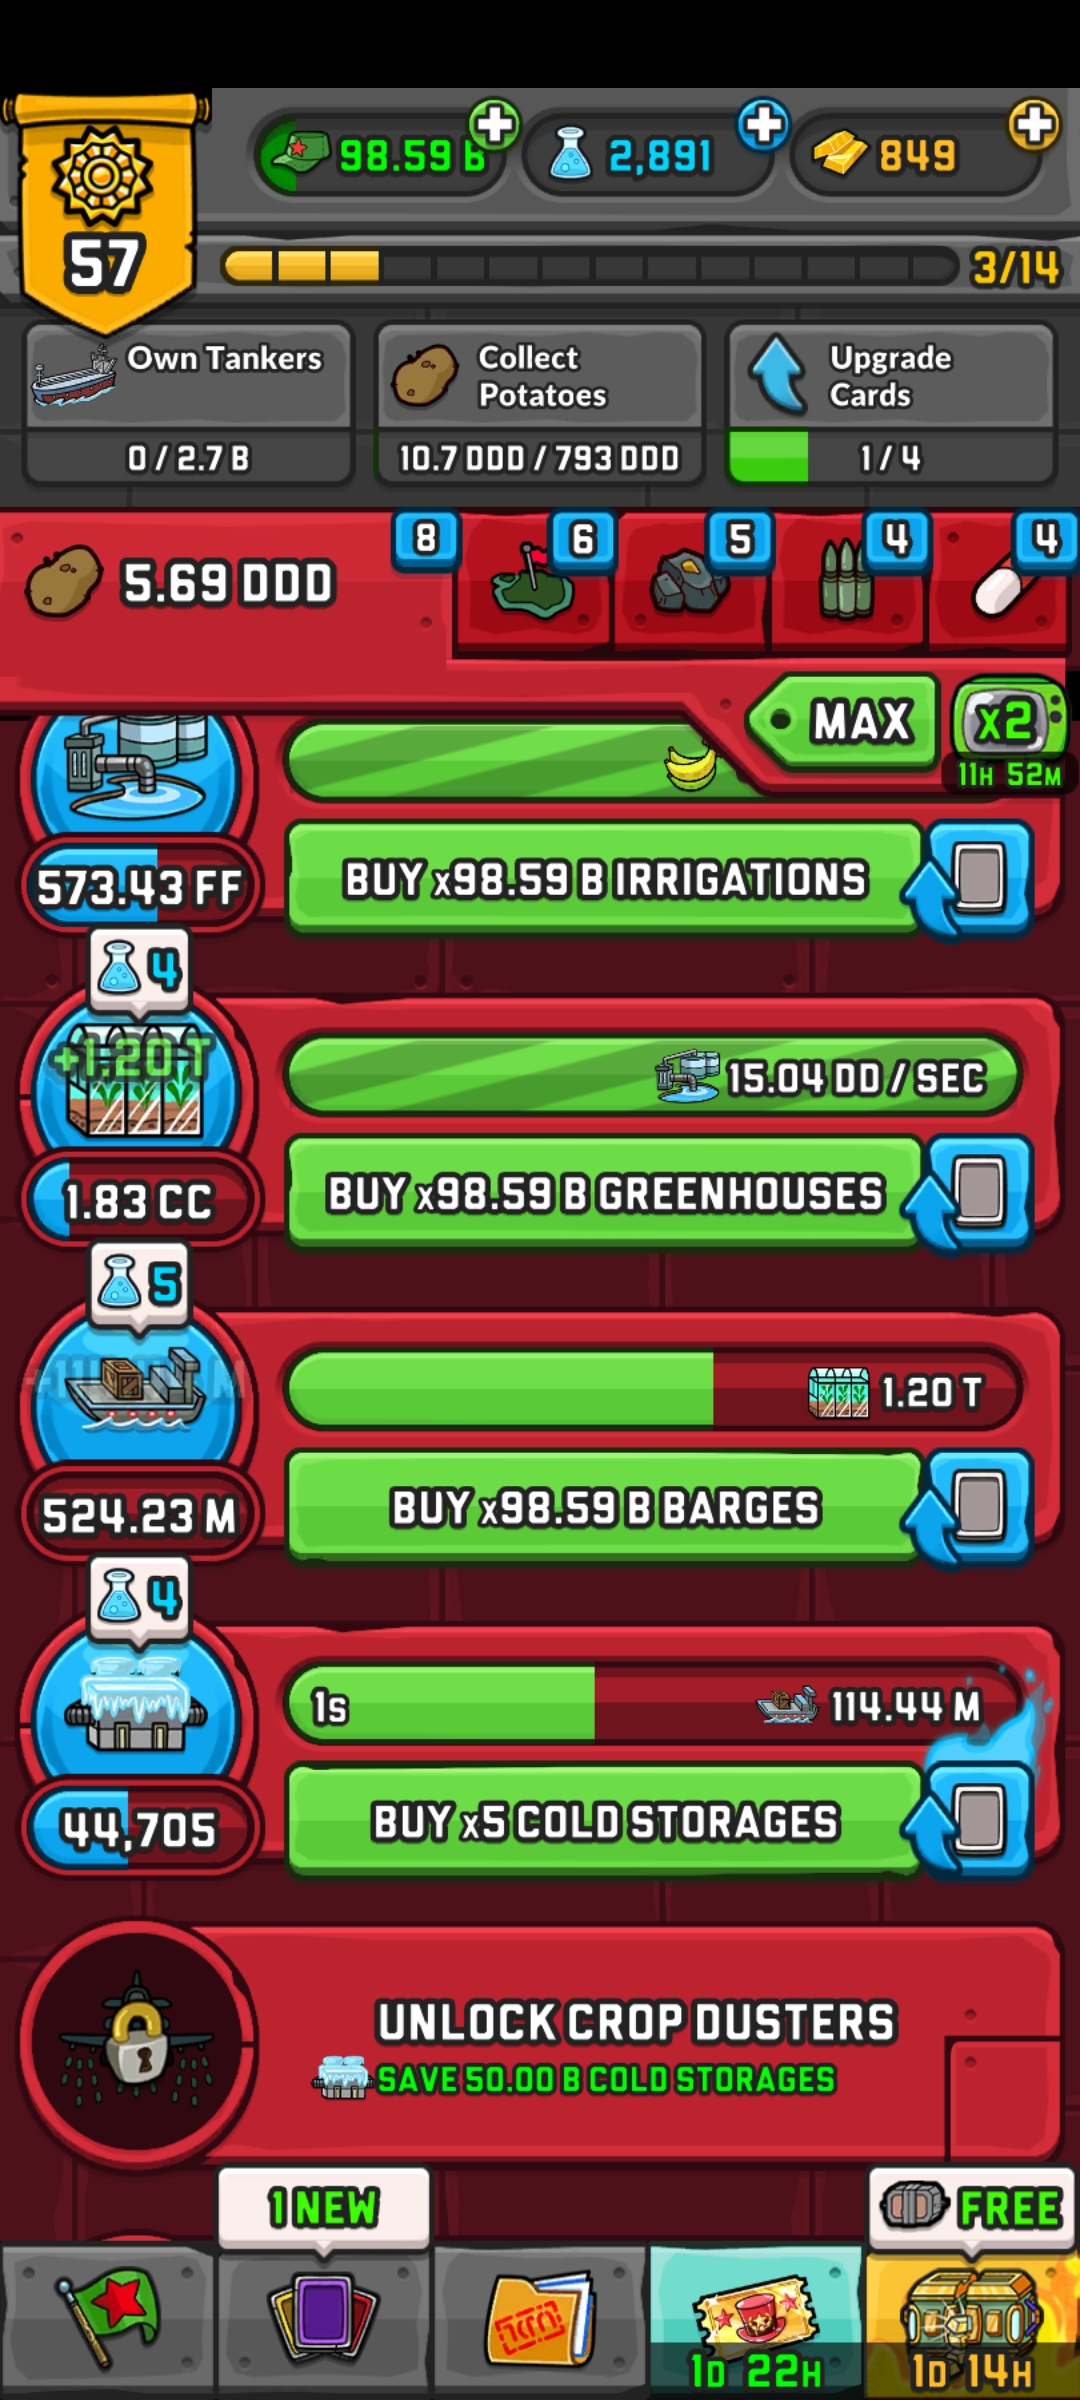 98.59 B
2,891
849
57
3/14
Own Tankers
0 / 2.7 B
Collect
Potatoes
10.7 DDD / 793 DDD
Upgrade
Cards
1 / 4
5.69 DDD
8
6
5
4
4
MAX
x2
11H 52M
573.43 FF
BUY x98.59 B IRRIGATIONS
4
+1.20 T
15.04 DD / SEC
1.83 CC
BUY x98.59 B GREENHOUSES
5
1.20 T
524.23 M
BUY x98.59 B BARGES
4
1s
114.44 M
44,705
BUY x5 COLD STORAGES
UNLOCK CROP DUSTERS
SAVE 50.00 B COLD STORAGES
1 NEW
FREE
1D 22H
1D 14H